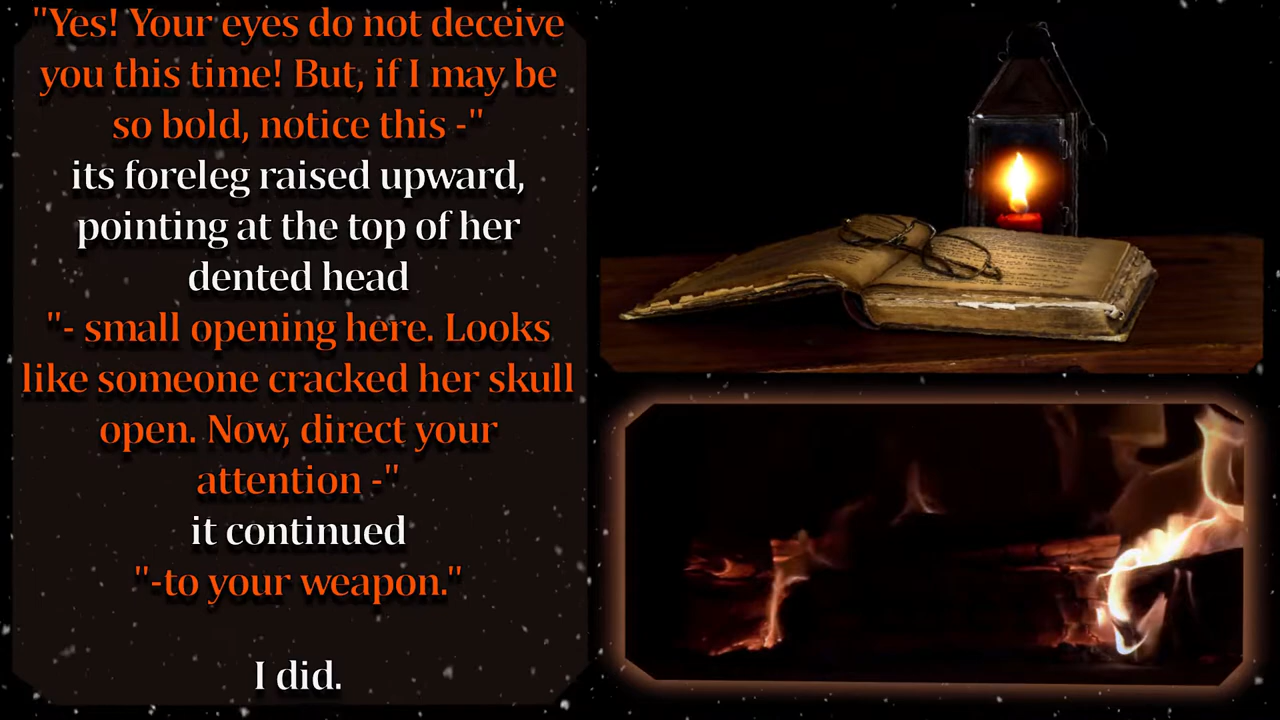 "Yes! Your eyes do not deceive
you this time! But, if I may be
so bold, notice this -"
its foreleg raised upward,
pointing at the top of her
dented head
"- small opening here. Looks
like someone cracked her skull
open. Now, direct your
attention -"
it continued
"-to your weapon."
I did.